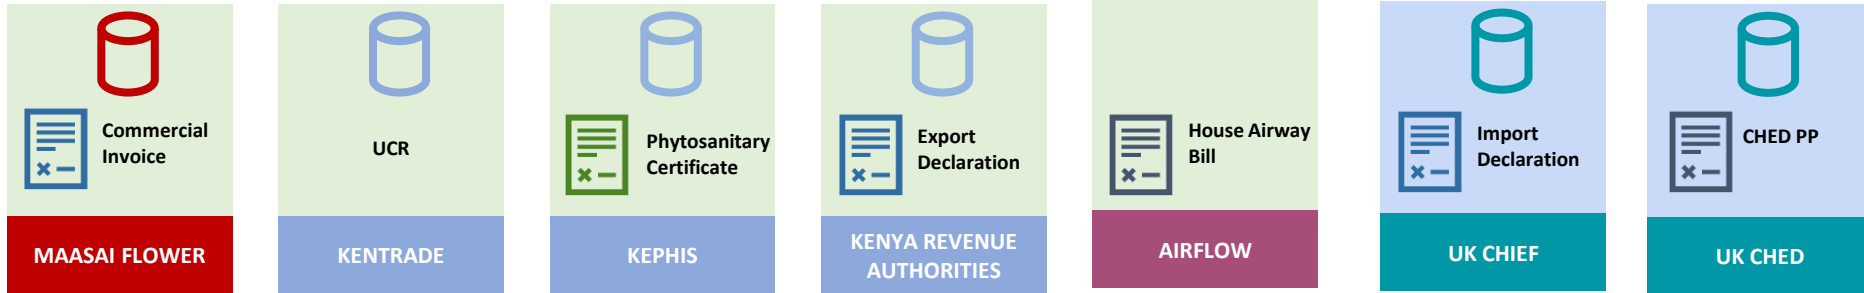 Commercial
Invoice
MAASAI FLOWER
UCR
KENTRADE
Phytosanitary
Certificate
KEPHIS
Export
Declaration
KENYA REVENUE
AUTHORITIES
House Airway
Bill
AIRFLOW
Import
Declaration
UK CHIEF
CHED PP
UK CHED